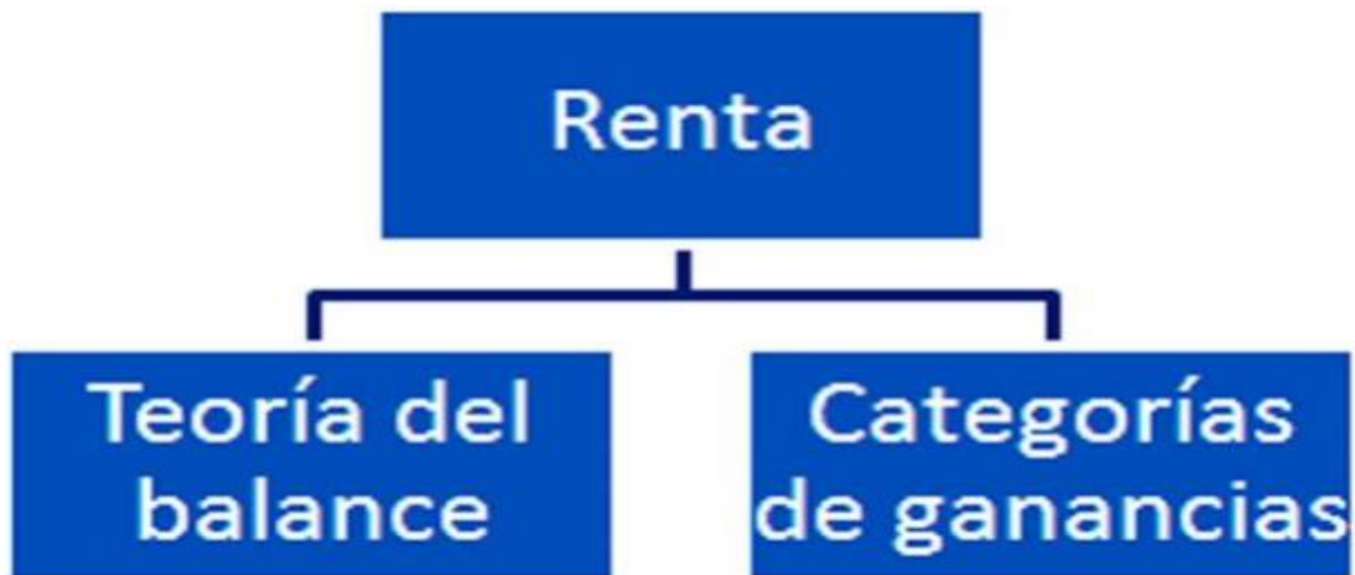 Renta
Teoría del
balance
Categorías
de ganancias